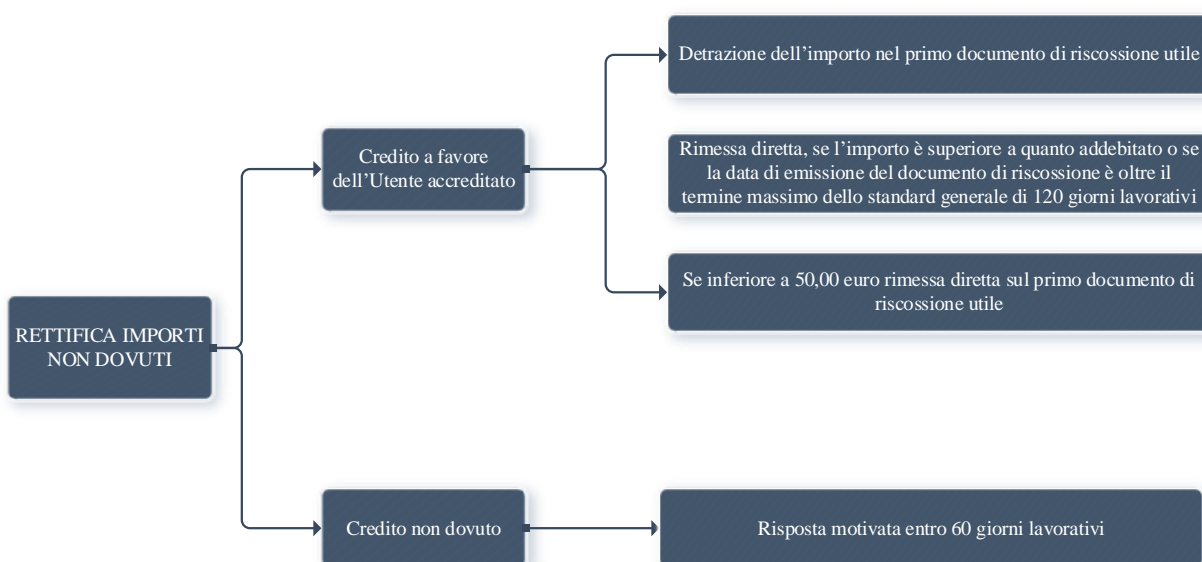 Detrazione dell’importo nel primo documento di riscossione utile
Credito a favore
dell’Utente accreditato
Rimessa diretta, se l’importo è superiore a quanto addebitato o se
la data di emissione del documento di riscossione è oltre il
termine massimo dello standard generale di 120 giorni lavorativi
Se inferiore a 50,00 euro rimessa diretta sul primo documento di
riscossione utile
RETTIFICA IMPORTI
NON DOVUTI
Credito non dovuto
Risposta motivata entro 60 giorni lavorativi